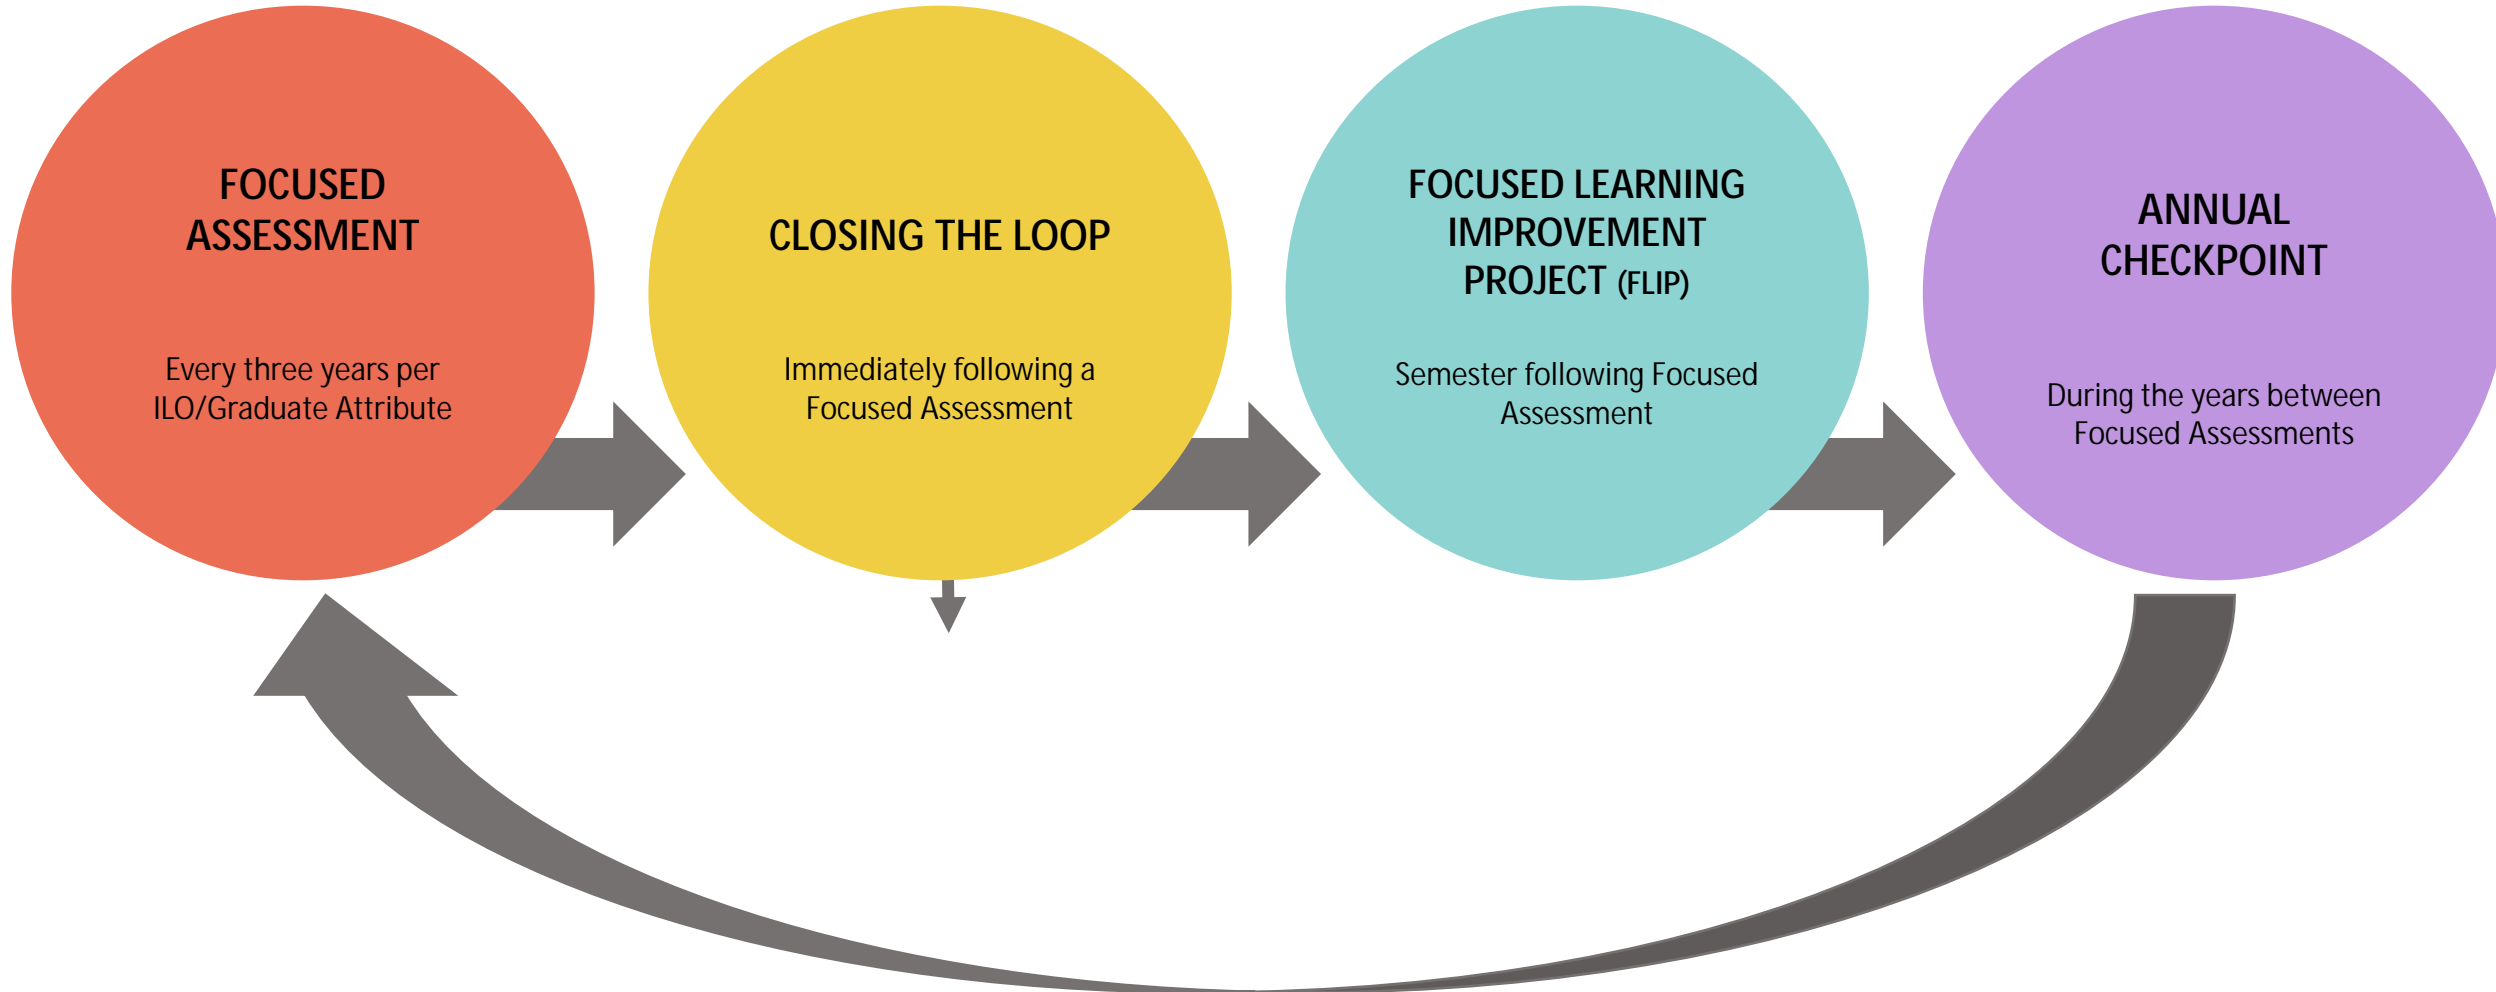 FOCUSED
ASSESSMENT
Every three years per
ILO/Graduate Attribute
CLOSING THE LOOP
Immediately following a
Focused Assessment
FOCUSED LEARNING
IMPROVEMENT
PROJECT (FLIP)
Semester following Focused
Assessment
ANNUAL
CHECKPOINT
During the years between
Focused Assessments